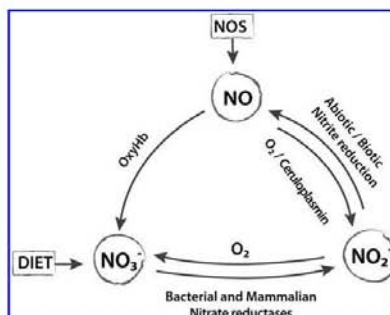 NOS
NO
OxyHb
O₂ / Ceruloplasmin
Abiotic / Biotic
Nitrite reduction
DIET
NO₃⁻
O₂
NO₂⁻
Bacterial and Mammalian
Nitrate reductases